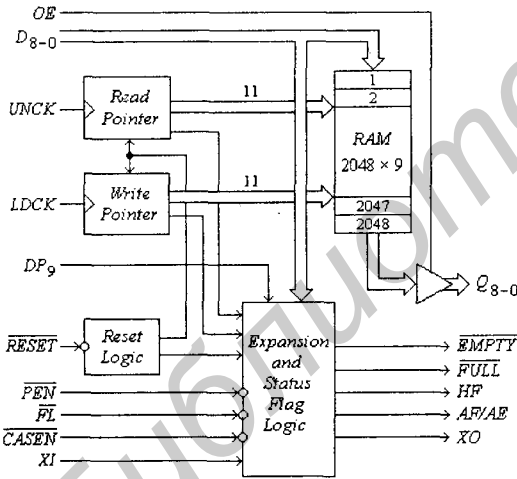 OE
D8–0
UNCK
Read
Pointer
11
1
2
RAM
2048 × 9
2047
2048
LDCK
Write
Pointer
11
DP9
Q8–0
RESET
Reset
Logic
Expansion
and
Status
Flag
Logic
PEN
FL
CASEN
XI
EMPTY
FULL
HF
AF/AE
XO